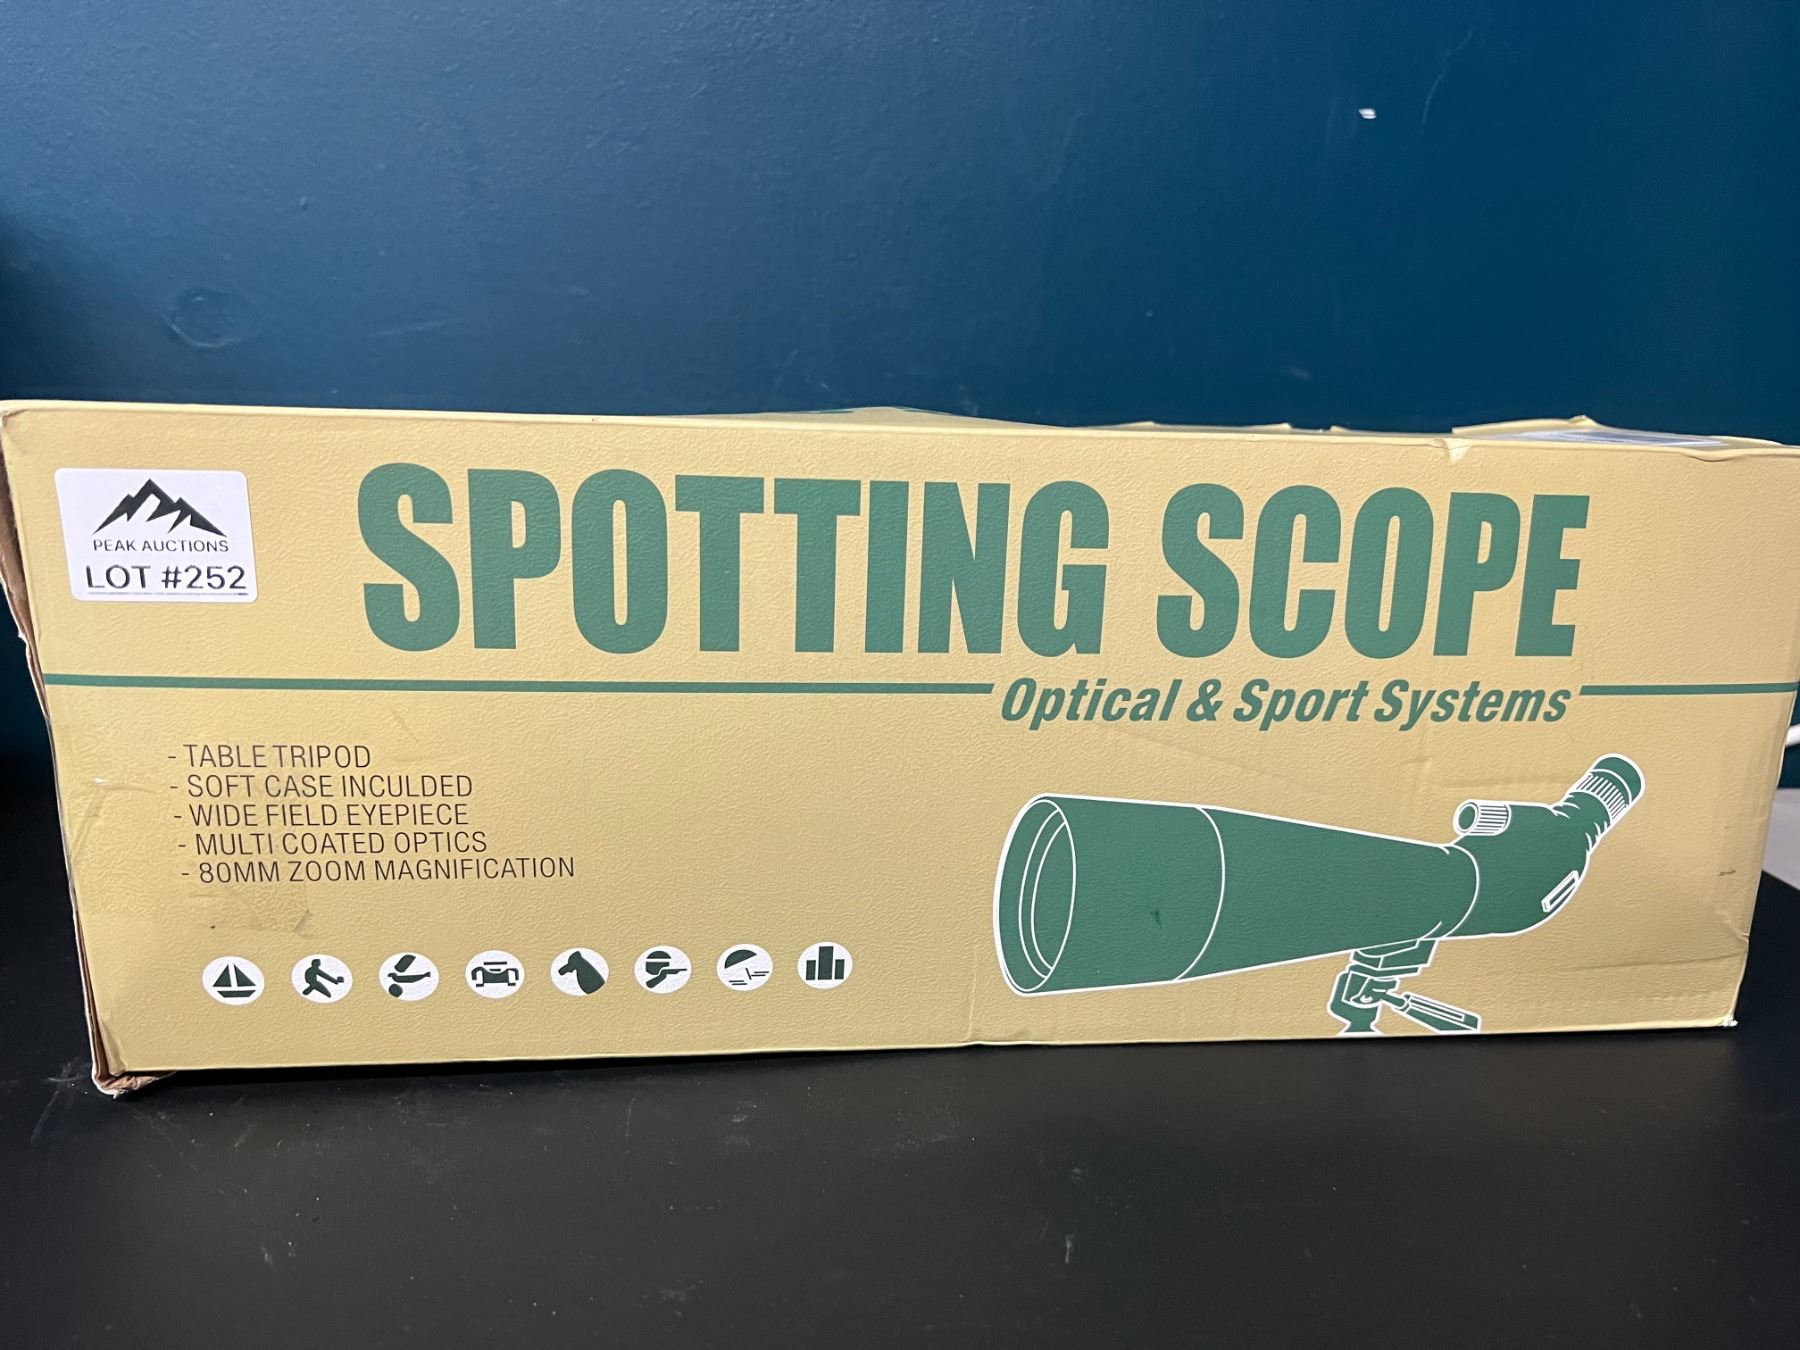 PEAK AUCTIONS
LOT #252
SPOTTING SCOPE
Optical & Sport Systems
- TABLE TRIPOD
- SOFT CASE INCULDED
- WIDE FIELD EYEPIECE
- MULTI COATED OPTICS
- 80MM ZOOM MAGNIFICATION